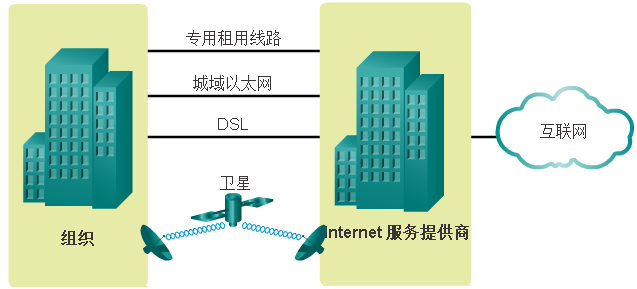 专用租用线路
城域以太网
DSL
互联网
卫星
组织
Internet 服务提供商